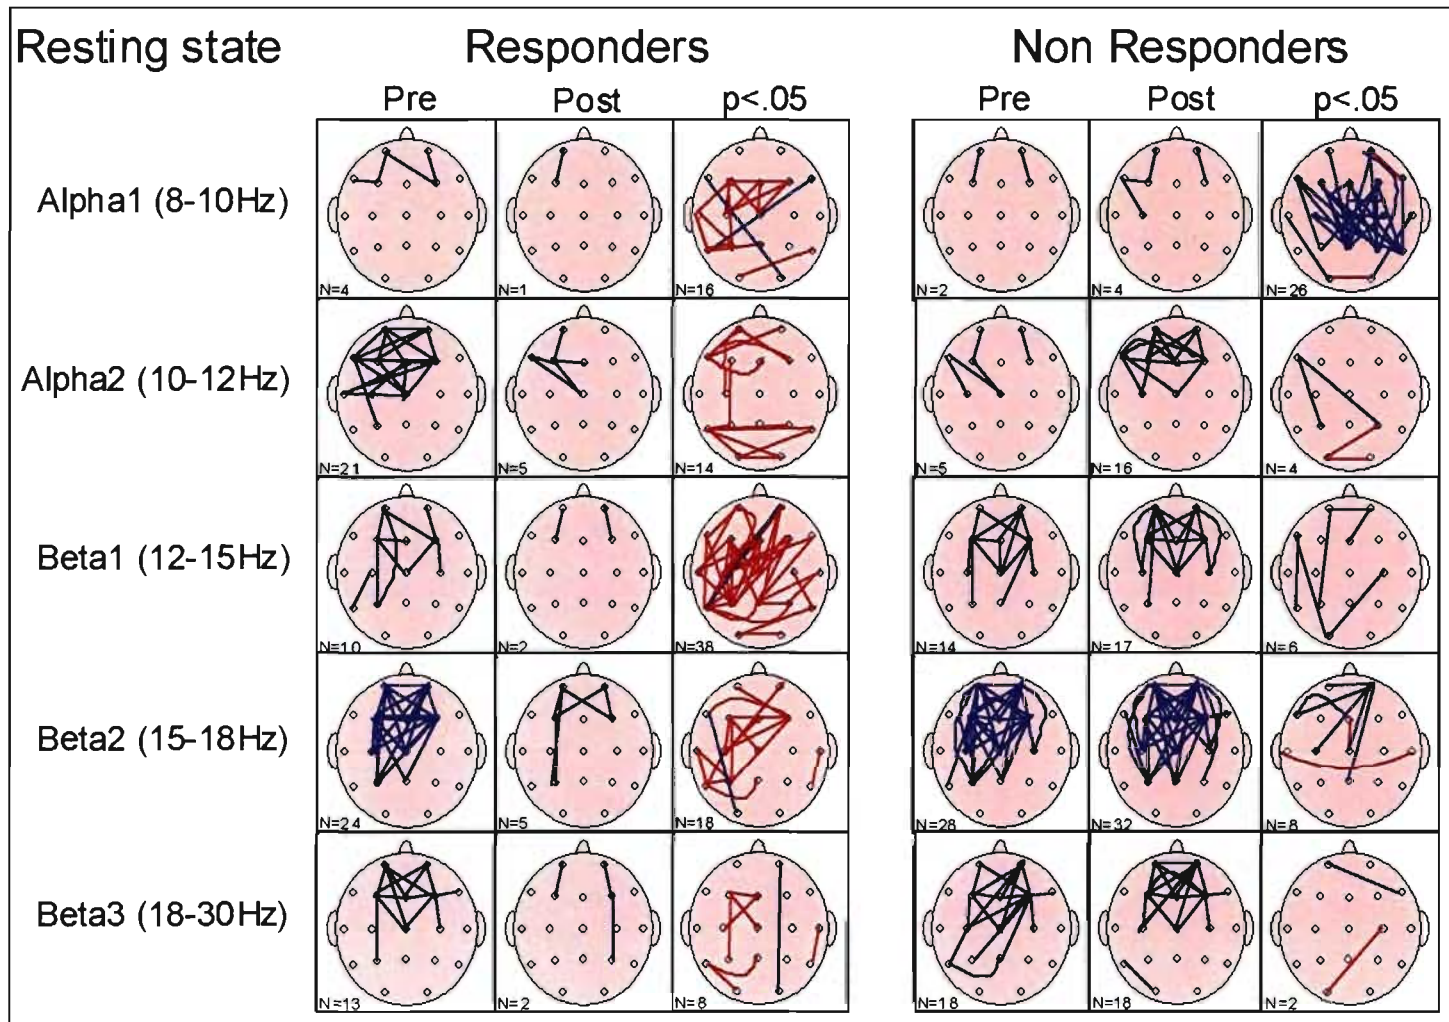 Resting state Responders Non Responders
Pre Post p<.05 Pre Post p<.05
Alpha1 (8-10Hz)
N=4 N=1 N=16 N=2 N=4 N=26
Alpha2 (10-12Hz)
N=21 N=5 N=14 N=5 N=16 N=4
Beta1 (12-15Hz)
N=10 N=2 N=38 N=14 N=17 N=6
Beta2 (15-18Hz)
N=24 N=5 N=18 N=28 N=32 N=8
Beta3 (18-30Hz)
N=13 N=2 N=8 N=18 N=18 N=2